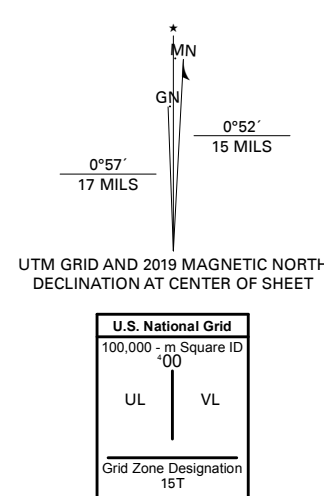 ★
MN
GN
0°52´
15 MILS
0°57´
17 MILS
UTM GRID AND 2019 MAGNETIC NORTH
DECLINATION AT CENTER OF SHEET
U.S. National Grid
100,000 - m Square ID
⁴00
UL VL
Grid Zone Designation
15T